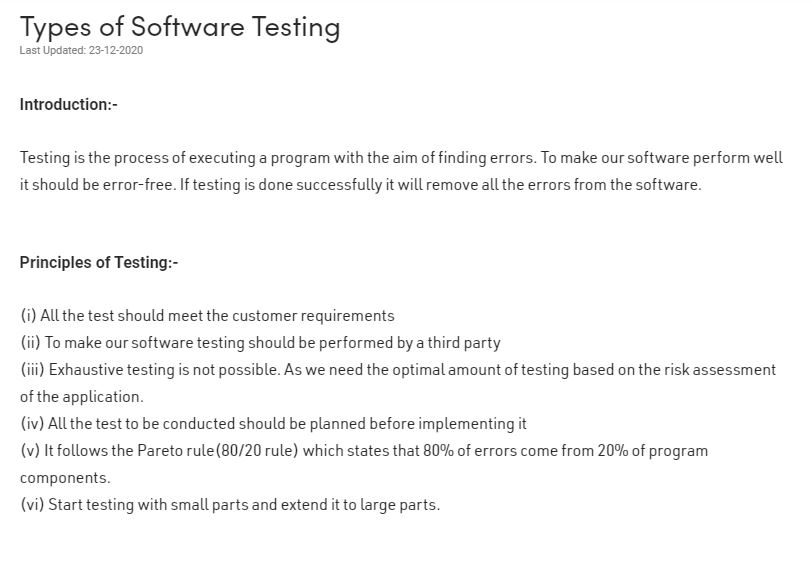 Types of Software Testing
Last Updated: 23-12-2020
Introduction:-
Testing is the process of executing a program with the aim of finding errors. To make our software perform well
it should be error-free. If testing is done successfully it will remove all the errors from the software.
Principles of Testing:-
(i) All the test should meet the customer requirements
(ii) To make our software testing should be performed by a third party
(iii) Exhaustive testing is not possible. As we need the optimal amount of testing based on the risk assessment
of the application.
(iv) All the test to be conducted should be planned before implementing it
(v) It follows the Pareto rule(80/20 rule) which states that 80% of errors come from 20% of program
components.
(vi) Start testing with small parts and extend it to large parts.